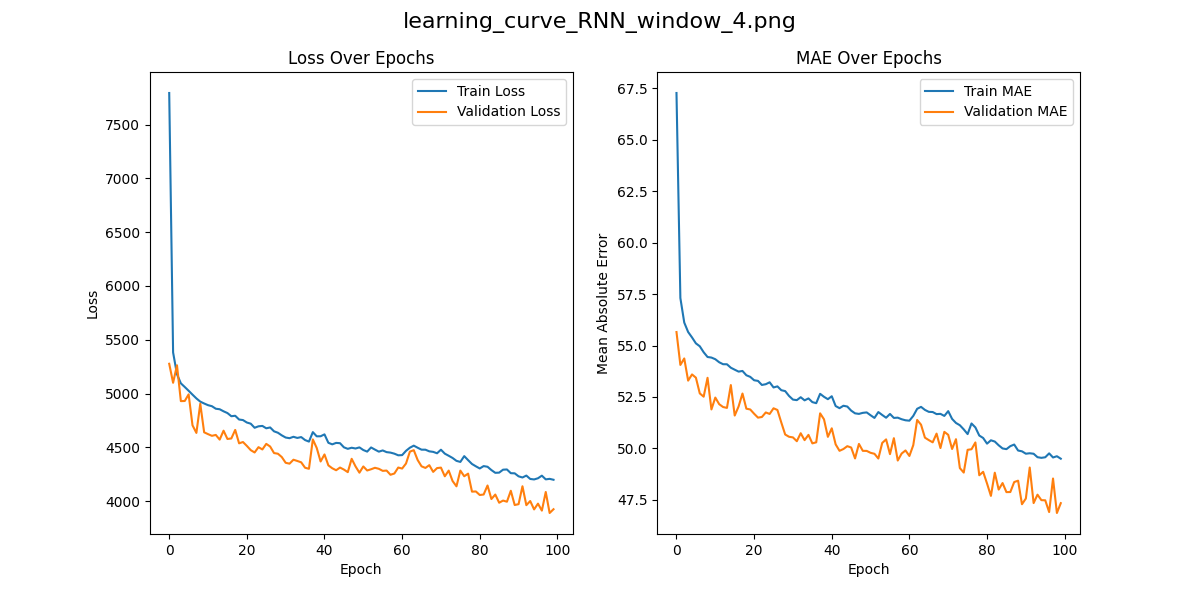 learning_curve_RNN_window_4.png
Loss Over Epochs
Train Loss
Validation Loss
7500
7000
6500
6000
5500
5000
4500
4000
Loss
0 20 40 60 80 100
Epoch
MAE Over Epochs
Train MAE
Validation MAE
67.5
65.0
62.5
60.0
57.5
55.0
52.5
50.0
47.5
Mean Absolute Error
0 20 40 60 80 100
Epoch